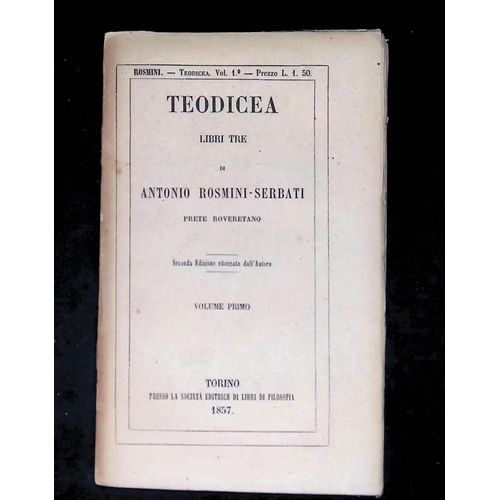 ROSMINI. — TEODICEA. Vol. 1.º — Prezzo L. 1. 50.
TEODICEA
LIBRI TRE
DI
ANTONIO ROSMINI-SERBATI
PRETE ROVERETANO
Seconda Edizione ritoccata dall'Autore
VOLUME PRIMO
TORINO
PRESSO LA SOCIETÀ EDITRICE DI LIBRI DI FILOSOFIA
1857.